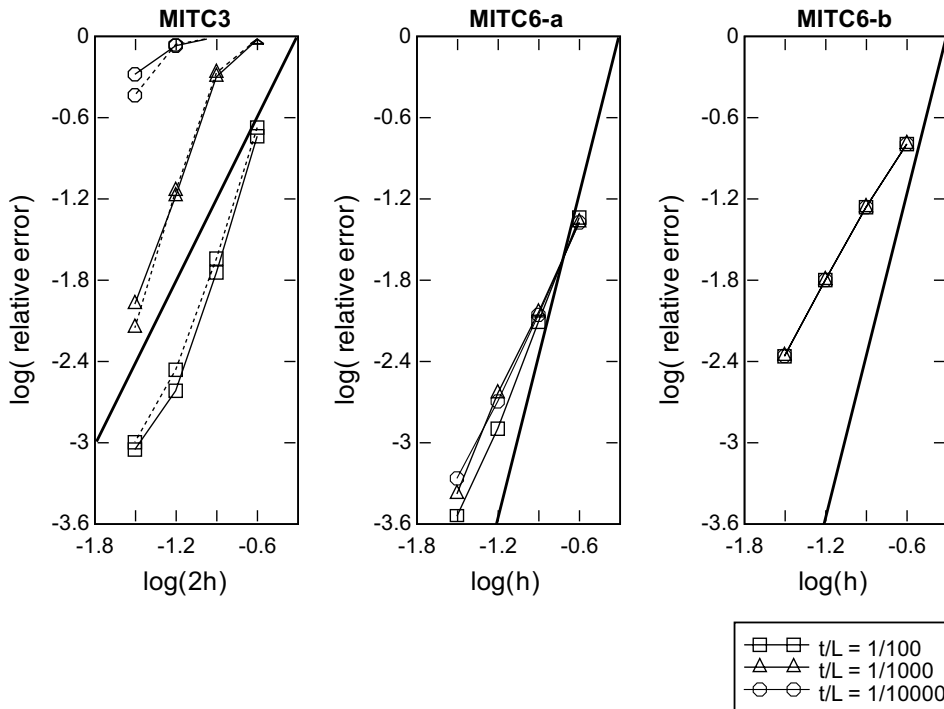 MITC3
MITC6-a
MITC6-b
log( relative error)
0
-0.6
-1.2
-1.8
-2.4
-3
-3.6
-1.8
-1.2
-0.6
log(2h)
log( relative error)
0
-0.6
-1.2
-1.8
-2.4
-3
-3.6
-1.8
-1.2
-0.6
log(h)
log( relative error)
0
-0.6
-1.2
-1.8
-2.4
-3
-3.6
-1.8
-1.2
-0.6
log(h)
t/L = 1/100
t/L = 1/1000
t/L = 1/10000